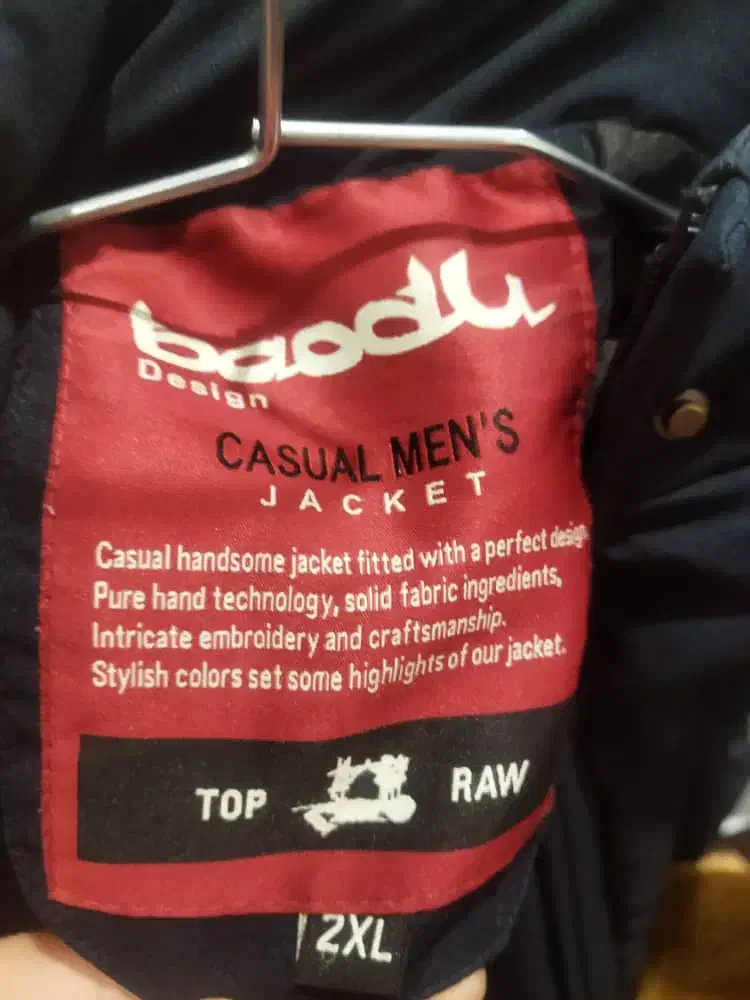 baodu
Design
CASUAL MEN'S
JACKET
Casual handsome jacket fitted with a perfect design.
Pure hand technology, solid fabric ingredients,
Intricate embroidery and craftsmanship.
Stylish colors set some highlights of our jacket.
TOP RAW
2XL